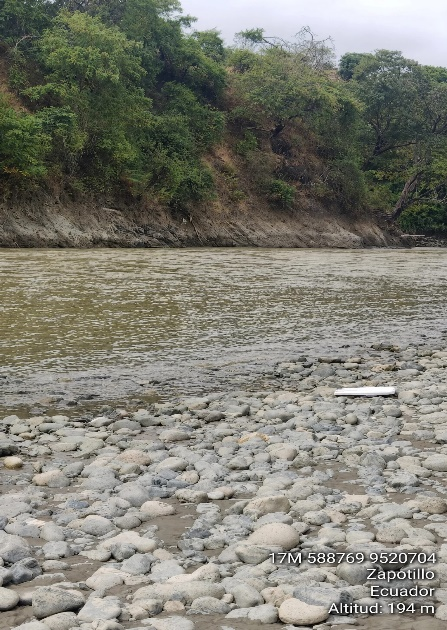 17M 588769 9520704
Zapotillo
Ecuador
Altitud: 194 m